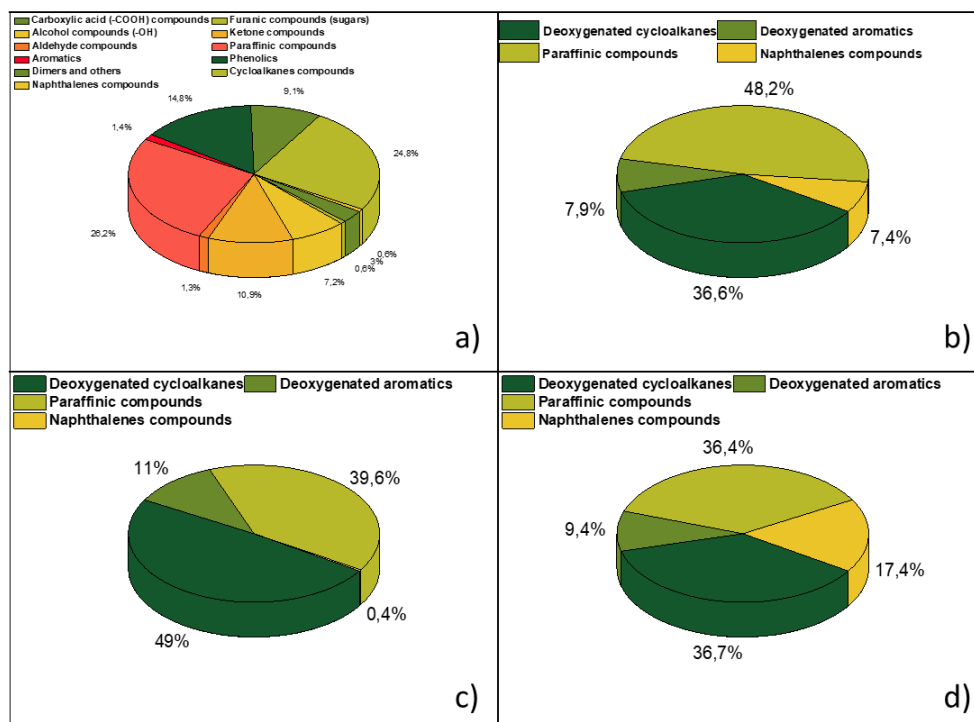 Carboxylic acid (-COOH) compounds
Furanic compounds (sugars)
Alcohol compounds (-OH)
Ketone compounds
Aldehyde compounds
Paraffinic compounds
Aromatics
Phenolics
Dimers and others
Cycloalkanes compounds
Naphthalenes compounds
14,8%
9,1%
1,4%
24,8%
26,2%
0,6%
3%
0,6%
1,3%
10,9%
7,2%
a)
Deoxygenated cycloalkanes
Deoxygenated aromatics
Paraffinic compounds
Naphthalenes compounds
48,2%
7,9%
7,4%
36,6%
b)
Deoxygenated cycloalkanes
Deoxygenated aromatics
Paraffinic compounds
Naphthalenes compounds
11%
39,6%
0,4%
49%
c)
Deoxygenated cycloalkanes
Deoxygenated aromatics
Paraffinic compounds
Naphthalenes compounds
36,4%
9,4%
17,4%
36,7%
d)